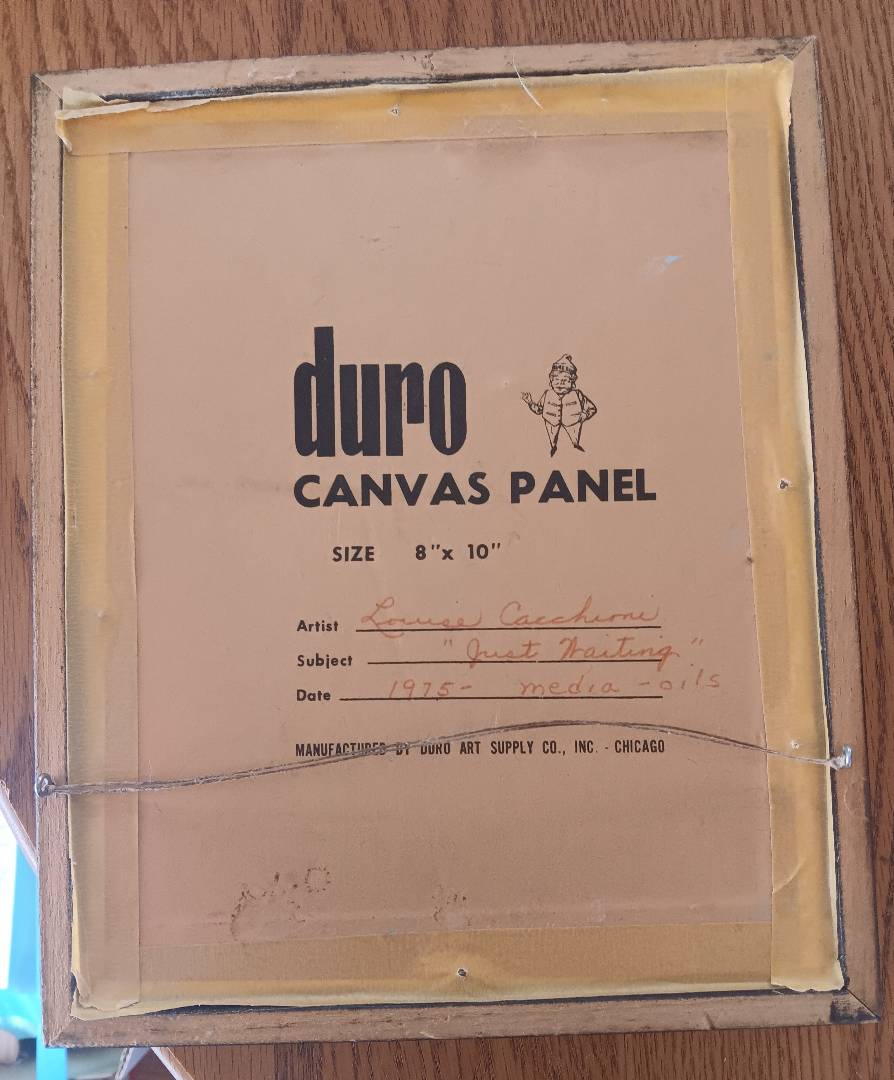 duro
CANVAS PANEL
SIZE 8"x 10"
Artist Louise Cacchione
Subject "Just Waiting"
Date 1975- media -oils
MANUFACTURED BY DURO ART SUPPLY CO., INC. - CHICAGO